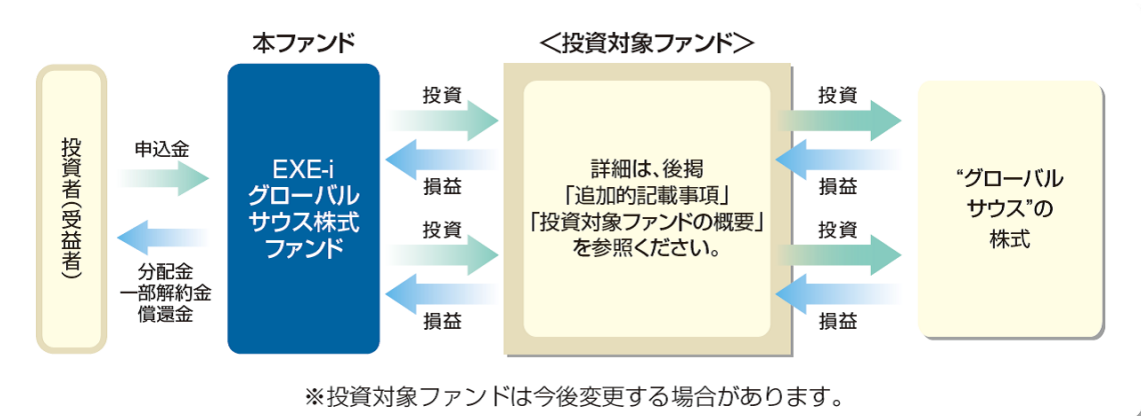 本ファンド
＜投資対象ファンド＞
投資者（受益者）
申込金
分配金
一部解約金
償還金
EXE-i
グローバル
サウス株式
ファンド
投資
損益
投資
損益
詳細は、後掲
「追加的記載事項」
「投資対象ファンドの概要」
を参照ください。
投資
損益
投資
損益
“グローバル
サウス”の
株式
※投資対象ファンドは今後変更する場合があります。